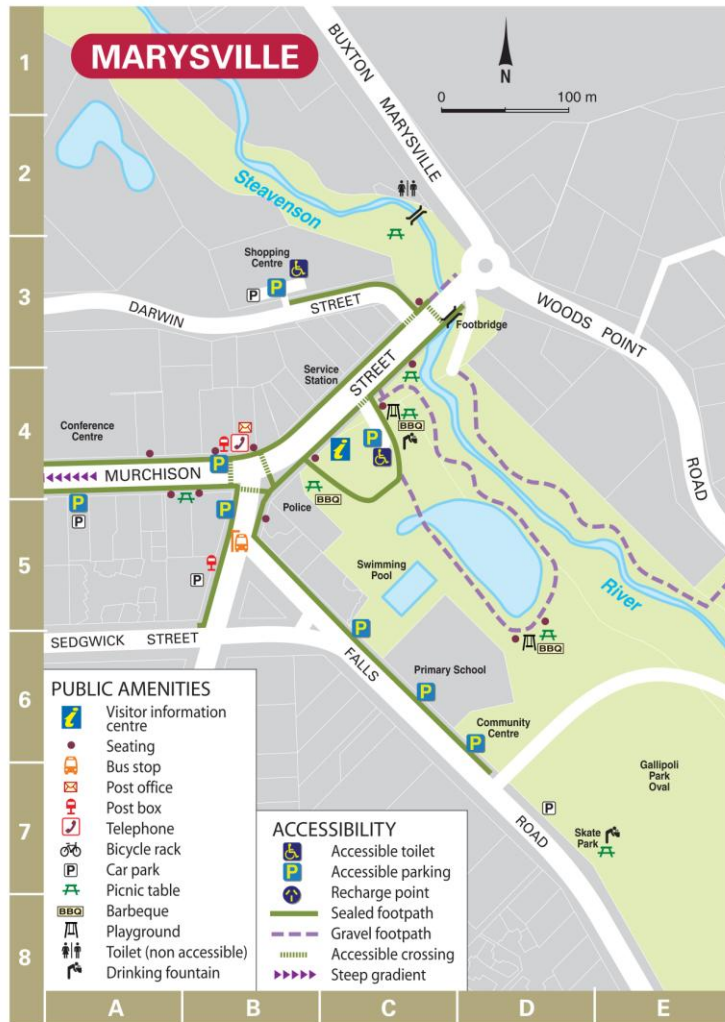 MARYSVILLE
1
2
3
4
5
6
7
8
A
B
C
D
E
N
0
100 m
BUXTON
MARYSVILLE
Steavenson
Shopping
Centre
P
P
DARWIN
STREET
Footbridge
WOODS POINT
ROAD
Service
Station
STREET
Conference
Centre
MURCHISON
P
i
P
BBQ
BBQ
Police
P
P
P
P
Swimming
Pool
River
BBQ
P
SEDGWICK STREET
FALLS
ROAD
Primary School
P
Community
Centre
P
Gallipoli
Park
Oval
P
Skate
Park
PUBLIC AMENITIES
i Visitor information
centre
Seating
Bus stop
Post office
Post box
Telephone
Bicycle rack
P Car park
Picnic table
BBQ Barbeque
Playground
Toilet (non accessible)
Drinking fountain
ACCESSIBILITY
Accessible toilet
P Accessible parking
Recharge point
Sealed footpath
Gravel footpath
Accessible crossing
Steep gradient